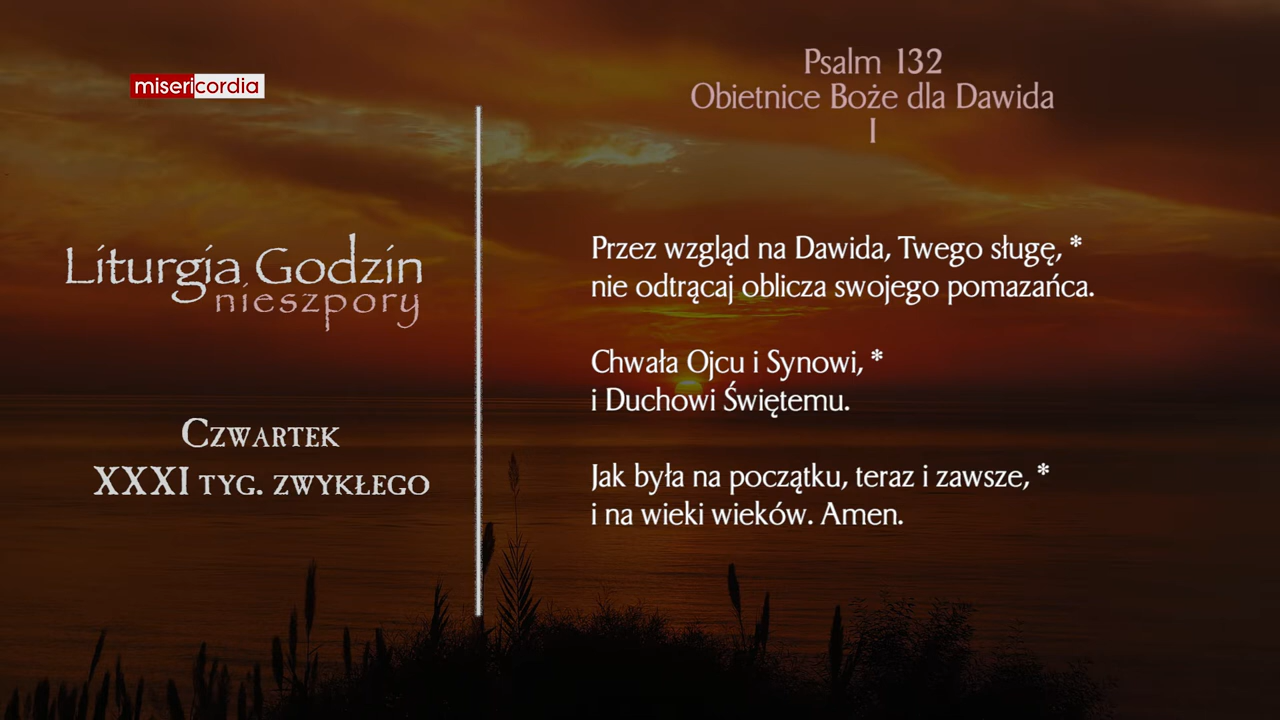 misericordia
Liturgia Godzin
nieszpory
Czwartek
XXXI tyg. zwykłego
Psalm 132
Obietnice Boże dla Dawida
I
Przez wzgląd na Dawida, Twego sługę, *
nie odtrącaj oblicza swojego pomazańca.
Chwała Ojcu i Synowi, *
i Duchowi Świętemu.
Jak była na początku, teraz i zawsze, *
i na wieki wieków. Amen.